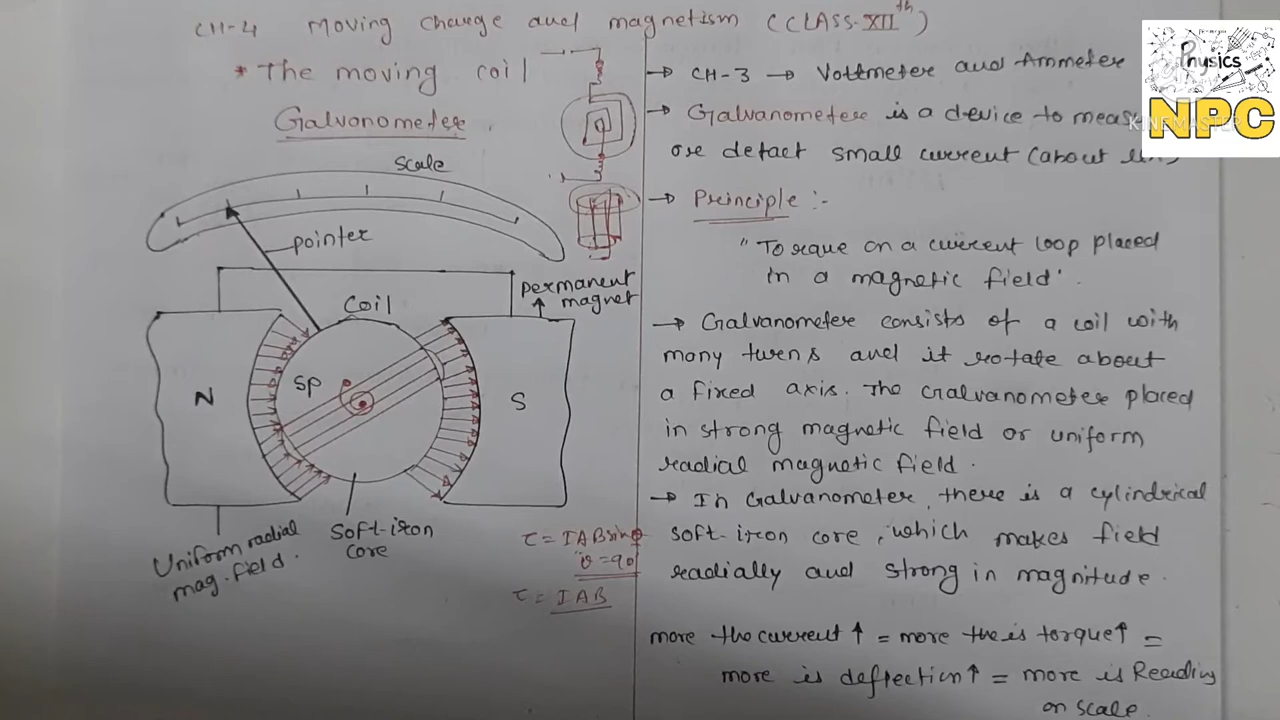 CH-4 Moving charge and magnetism (CLASS-XIIth)
* The moving coil
Galvanometer.
scale
pointer
permanent
magnet
coil
N
SP
S
Uniform radial
mag.field.
Soft-iron
core
τ = IAB sinθ
θ = 90
τ = IAB
→ CH-3 → Voltmeter and Ammeter
→ Galvanometer is a device to meas
or detact small current (about
→ Principle :-
"Torque on a current loop placed
in a magnetic field".
→ Galvanometer consists of a coil with
many turns and it rotate about
a fixed axis. The Galvanometer placed
in strong magnetic field or uniform
radial magnetic field.
→ In Galvanometer, there is a cylindrical
soft-iron core, which makes field
radially and strong in magnitude.
more the current ↑ = more the is torque ↑ =
more is deflection ↑ = more is Reading
on scale.
Physics
NPC
KINEMASTER